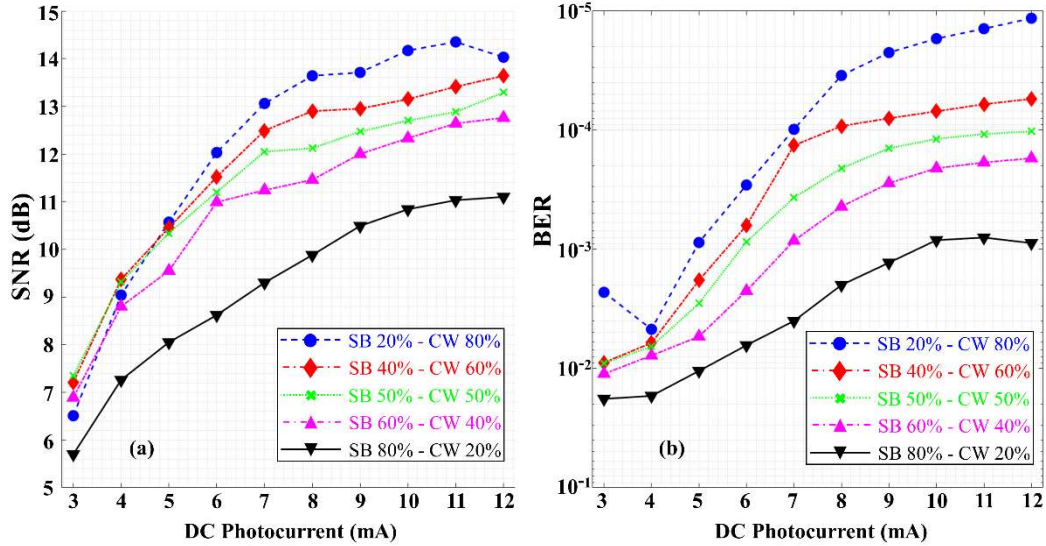 15
14
13
12
11
10
9
8
7
6
5
SNR (dB)
3 4 5 6 7 8 9 10 11 12
DC Photocurrent (mA)
(a)
SB 20% - CW 80%
SB 40% - CW 60%
SB 50% - CW 50%
SB 60% - CW 40%
SB 80% - CW 20%
10-5
10-4
10-3
10-2
10-1
BER
3 4 5 6 7 8 9 10 11 12
DC Photocurrent (mA)
(b)
SB 20% - CW 80%
SB 40% - CW 60%
SB 50% - CW 50%
SB 60% - CW 40%
SB 80% - CW 20%